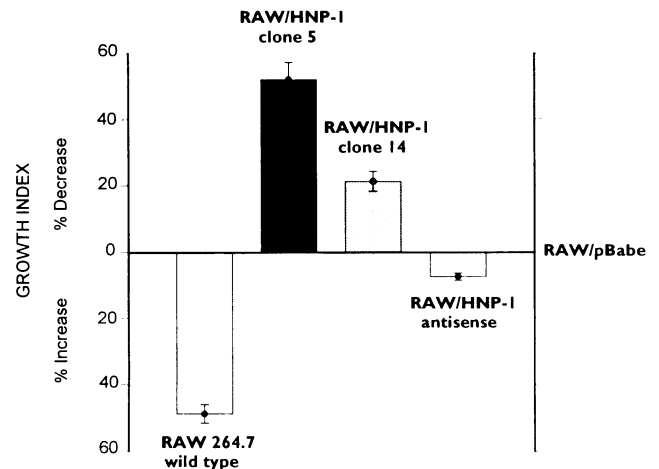 RAW/HNP-1
clone 5
60
40
RAW/HNP-1
clone 14
20
0
RAW/pBabe
GROWTH INDEX
% Decrease
% Increase
RAW/HNP-1
antisense
20
40
RAW 264.7
wild type
60